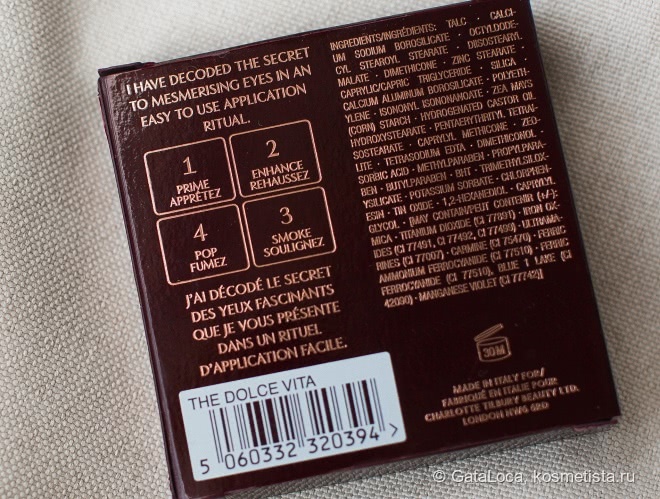 I HAVE DECODED THE SECRET
TO MESMERISING EYES IN AN
EASY TO USE APPLICATION
RITUAL.
1
PRIME
APPRÊTEZ
2
ENHANCE
REHAUSSEZ
4
POP
FUMEZ
3
SMOKE
SOULIGNEZ
J'AI DÉCODÉ LE SECRET
DES YEUX FASCINANTS
QUE JE VOUS PRÉSENTE
DANS UN RITUEL
D'APPLICATION FACILE.
THE DOLCE VITA
5 060332 320394 >
INGREDIENTS/INGRÉDIENTS: TALC · CALCI-
UM SODIUM BOROSILICATE · OCTYLDODE-
CYL STEAROYL STEARATE · DIISOSTEARYL
MALATE · DIMETHICONE · ZINC STEARATE ·
CAPRYLIC/CAPRIC TRIGLYCERIDE · SILICA ·
CALCIUM ALUMINUM BOROSILICATE · POLYETH-
YLENE · ISONONYL ISONONANOATE · ZEA MAYS
(CORN) STARCH · HYDROGENATED CASTOR OIL
HYDROXYSTEARATE · PENTAERYTHRITYL TETRAI-
SOSTEARATE · CAPRYLYL METHICONE · ZEO-
LITE · TETRASODIUM EDTA · DIMETHICONOL ·
SORBIC ACID · METHYLPARABEN · PROPYLPARA-
BEN · BUTYLPARABEN · BHT · TRIMETHYLSILOX-
YSILICATE · POTASSIUM SORBATE · CHLORPHEN-
ESIN · TIN OXIDE · 1,2-HEXANEDIOL · CAPRYLYL
GLYCOL · [MAY CONTAIN/PEUT CONTENIR (+/-):
MICA · TITANIUM DIOXIDE (CI 77891) · IRON OX-
IDES (CI 77491, CI 77492, CI 77499) · ULTRAMA-
RINES (CI 77007) · CARMINE (CI 75470) · FERRIC
AMMONIUM FERROCYANIDE (CI 77510) · FERRIC
FERROCYANIDE (CI 77510), BLUE 1 LAKE (CI
42090) · MANGANESE VIOLET (CI 77742)]
30M
MADE IN ITALY FOR/
FABRIQUÉ EN ITALIE POUR
CHARLOTTE TILBURY BEAUTY LTD
LONDON NW6 6RD
© GataLoca, kosmetista.ru